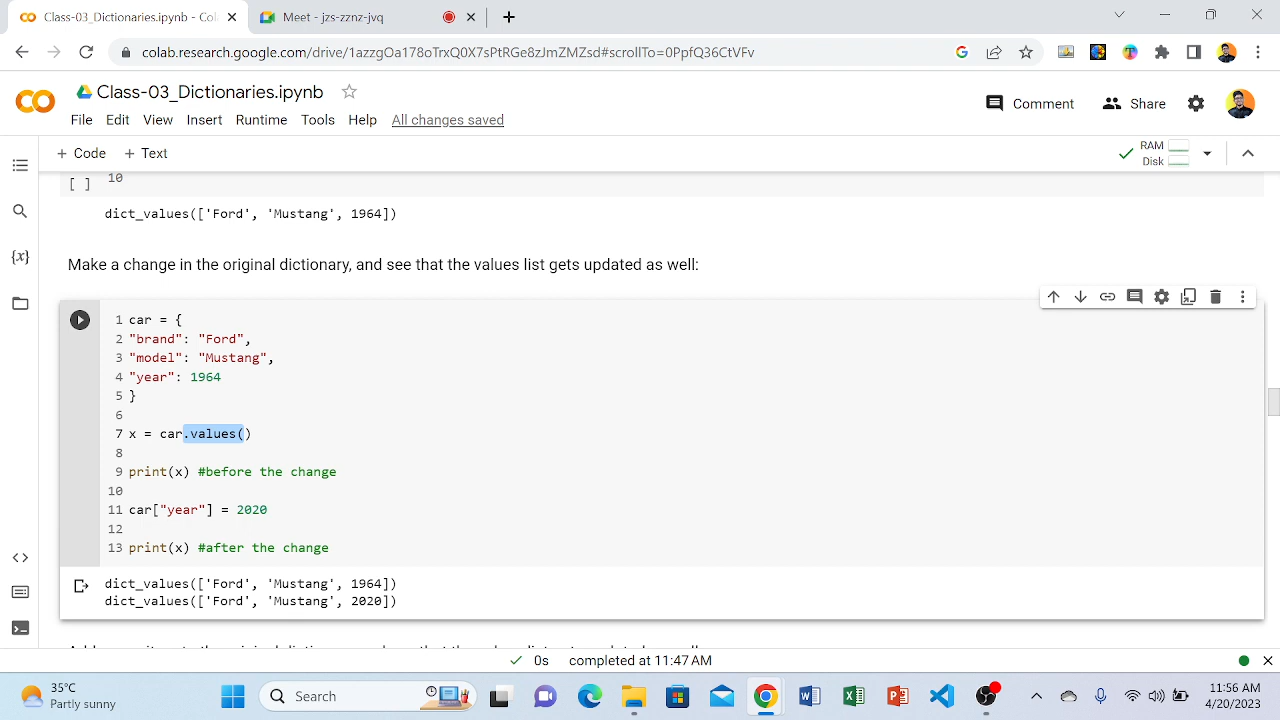 Class-03_Dictionaries.ipynb - Col
Meet - jzs-zznz-jvq
colab.research.google.com/drive/1azzgOa178oTrxQ0X7sPtRGe8zJmZMZsd#scrollTo=0PpfQ36CtVFv
Class-03_Dictionaries.ipynb
File Edit View Insert Runtime Tools Help All changes saved
Comment Share
+ Code + Text
RAM
Disk
[ ] 10
dict_values(['Ford', 'Mustang', 1964])
Make a change in the original dictionary, and see that the values list gets updated as well:
1 car = {
2 "brand": "Ford",
3 "model": "Mustang",
4 "year": 1964
5 }
6
7 x = car.values()
8
9 print(x) #before the change
10
11 car["year"] = 2020
12
13 print(x) #after the change
dict_values(['Ford', 'Mustang', 1964])
dict_values(['Ford', 'Mustang', 2020])
0s completed at 11:47 AM
35°C
Partly sunny
Search
11:56 AM
4/20/2023